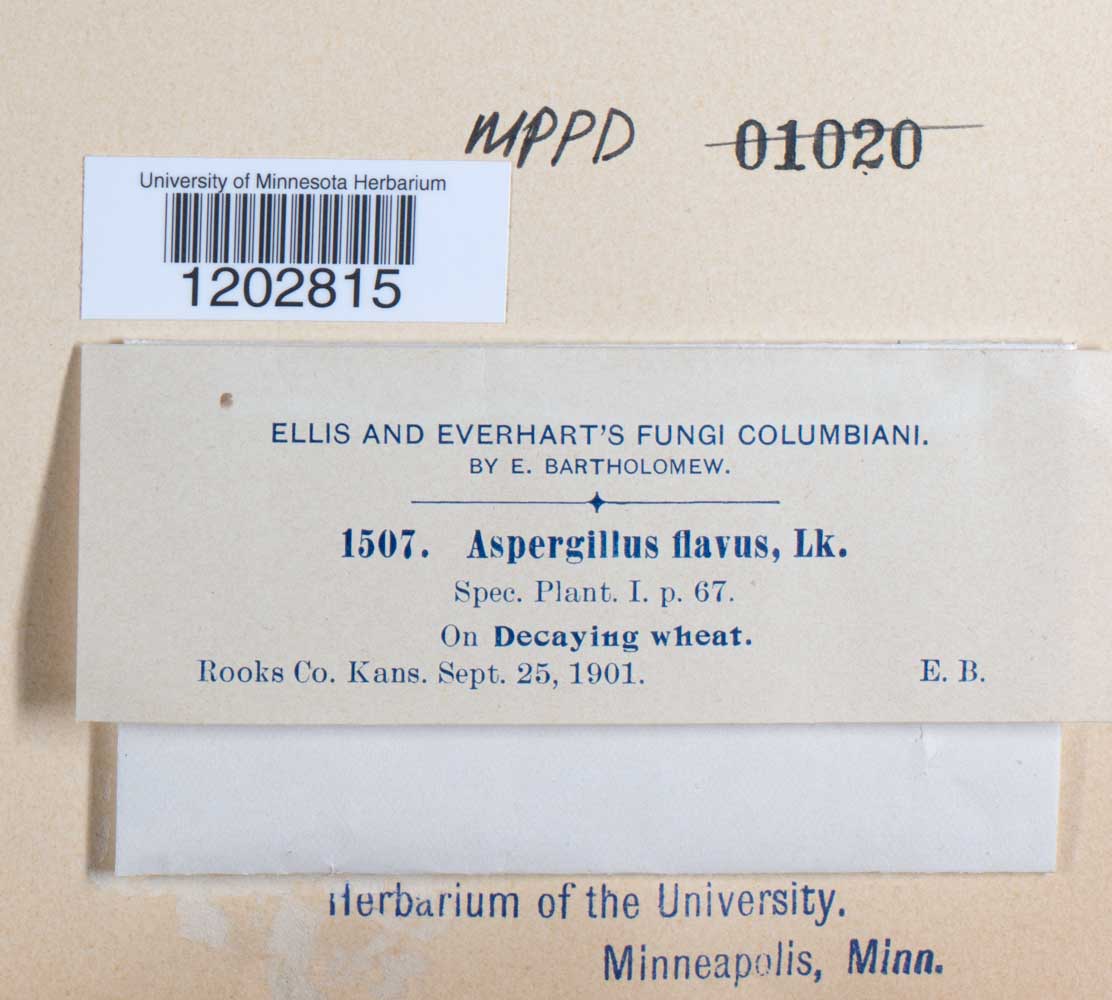 MPPD 01020
University of Minnesota Herbarium
1202815
ELLIS AND EVERHART'S FUNGI COLUMBIANI.
BY E. BARTHOLOMEW.
1507. Aspergillus flavus, Lk.
Spec. Plant. I. p. 67.
On Decaying wheat.
Rooks Co. Kans. Sept. 25, 1901. E. B.
Herbarium of the University.
Minneapolis, Minn.